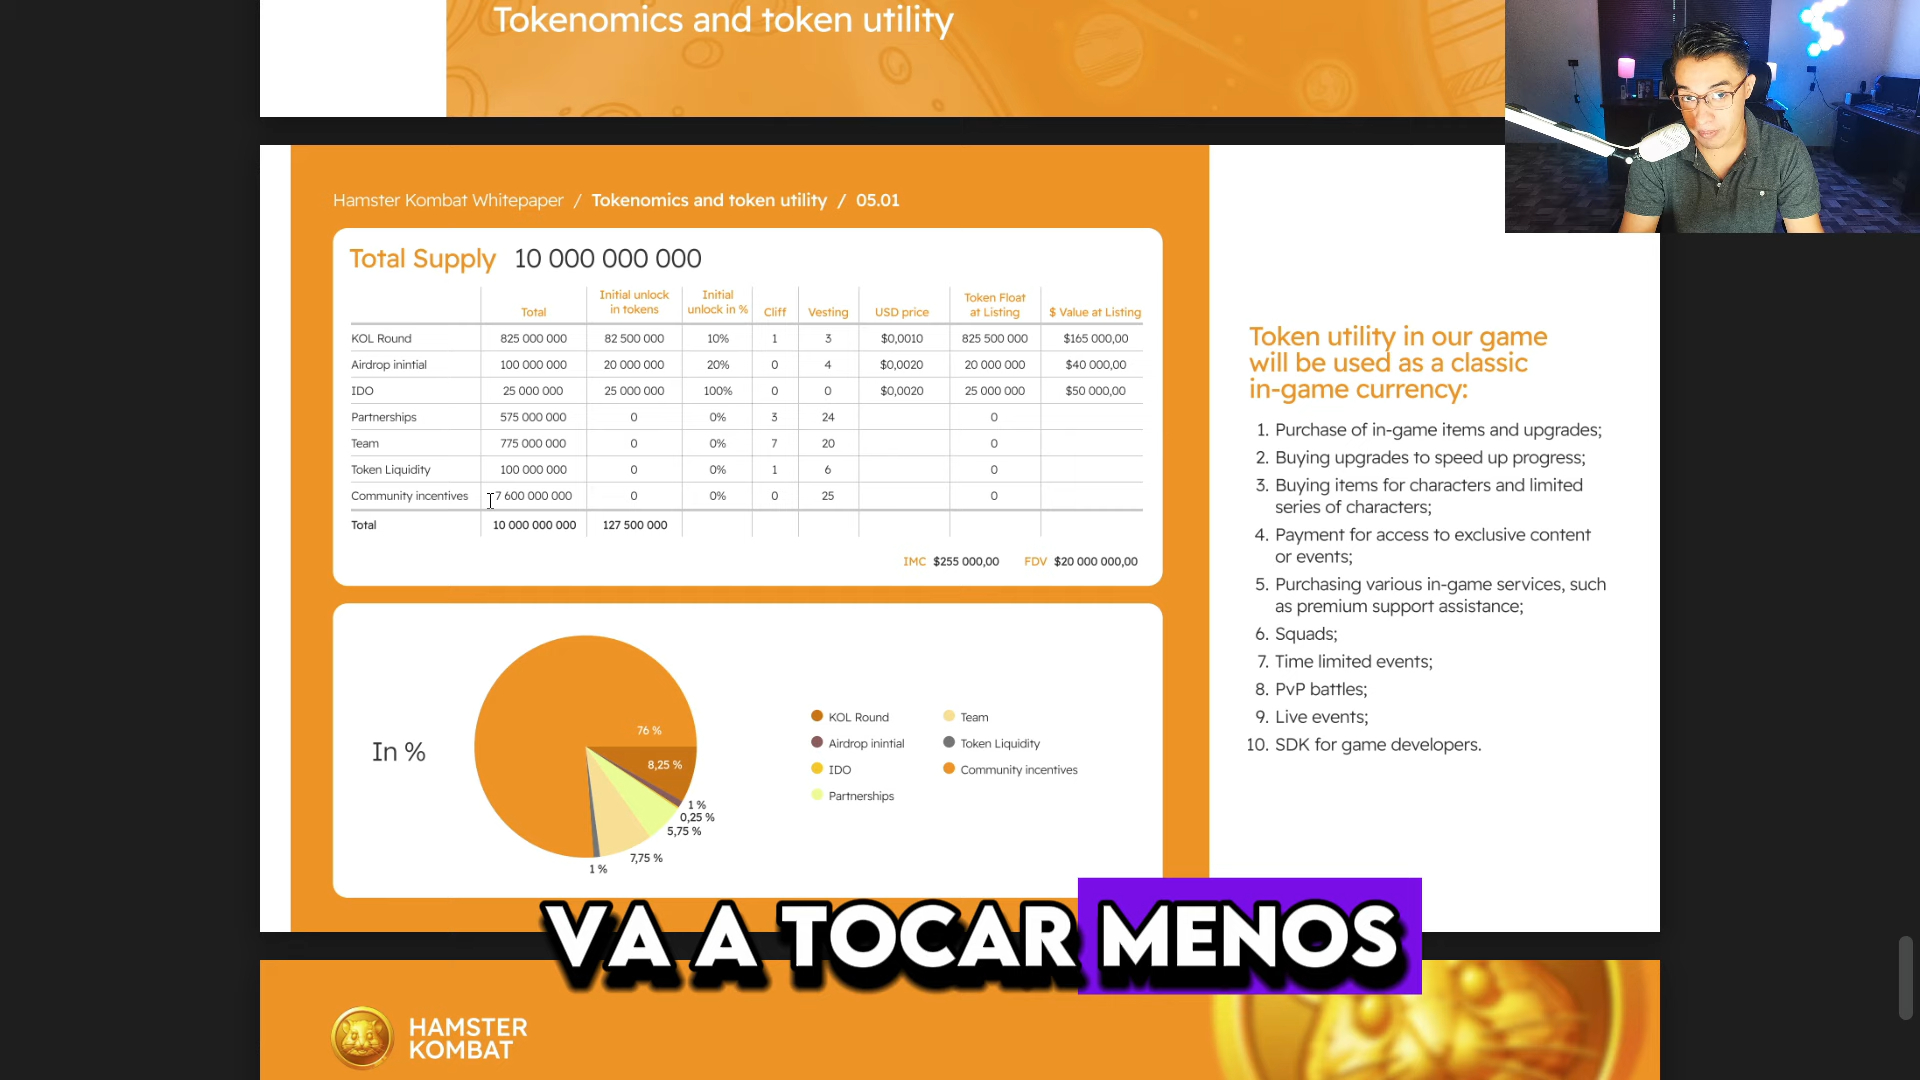 Tokenomics and token utility
Hamster Kombat Whitepaper / Tokenomics and token utility / 05.01
Total Supply 10 000 000 000
Total Initial unlock in tokens Initial unlock in % Cliff Vesting USD price Token Float at Listing $ Value at Listing
KOL Round 825 000 000 82 500 000 10% 1 3 $0,0010 825 500 000 $165 000,00
Airdrop inintial 100 000 000 20 000 000 20% 0 4 $0,0020 20 000 000 $40 000,00
IDO 25 000 000 25 000 000 100% 0 0 $0,0020 25 000 000 $50 000,00
Partnerships 575 000 000 0 0% 3 24 0
Team 775 000 000 0 0% 7 20 0
Token Liquidity 100 000 000 0 0% 1 6 0
Community incentives 7 600 000 000 0 0% 0 25 0
Total 10 000 000 000 127 500 000
IMC $255 000,00 FDV $20 000 000,00
In %
76 %
8,25 %
1 %
0,25 %
5,75 %
7,75 %
1 %
KOL Round
Airdrop inintial
IDO
Partnerships
Team
Token Liquidity
Community incentives
Token utility in our game
will be used as a classic
in-game currency:
1. Purchase of in-game items and upgrades;
2. Buying upgrades to speed up progress;
3. Buying items for characters and limited
series of characters;
4. Payment for access to exclusive content
or events;
5. Purchasing various in-game services, such
as premium support assistance;
6. Squads;
7. Time limited events;
8. PvP battles;
9. Live events;
10. SDK for game developers.
VA A TOCAR MENOS
HAMSTER
KOMBAT